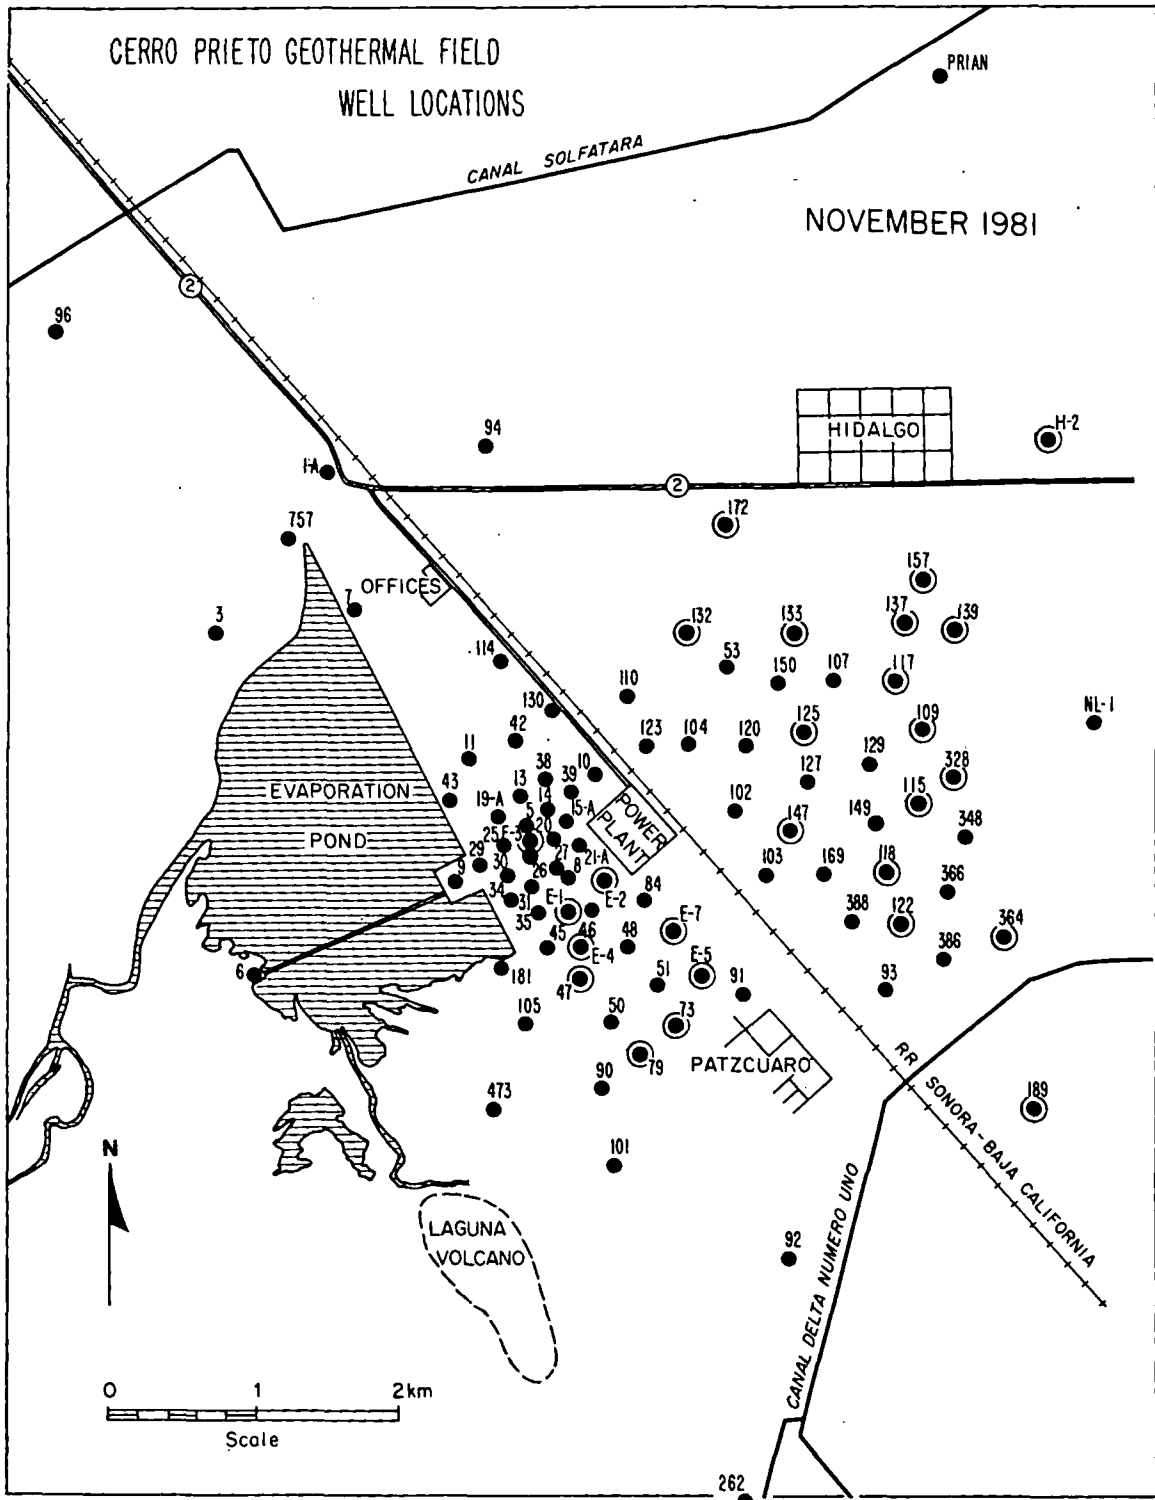 CERRO PRIETO GEOTHERMAL FIELD
WELL LOCATIONS
PRIAN
CANAL SOLFATARA
NOVEMBER 1981
2
96
94
HIDALGO
H-2
1-A
2
172
757
OFFICES
157
7
3
132
133
137
139
114
53
150
107
117
110
130
NL-1
42
123
104
120
125
109
11
129
38
10
328
39
127
EVAPORATION
POND
43
13
14
102
115
19-A
5
15-A
POWER
PLANT
147
149
348
25
E-3
20
29
27
21-A
9
30
8
103
169
118
26
366
34
31
E-1
E-2
84
388
122
35
364
E-7
45
46
48
386
E-4
E-5
6
181
47
51
91
93
105
50
73
79
PATZCUARO
RR SONORA-BAJA CALIFORNIA
90
473
189
N
101
LAGUNA
VOLCANO
92
CANAL DELTA NUMERO UNO
0 1 2km
Scale
262